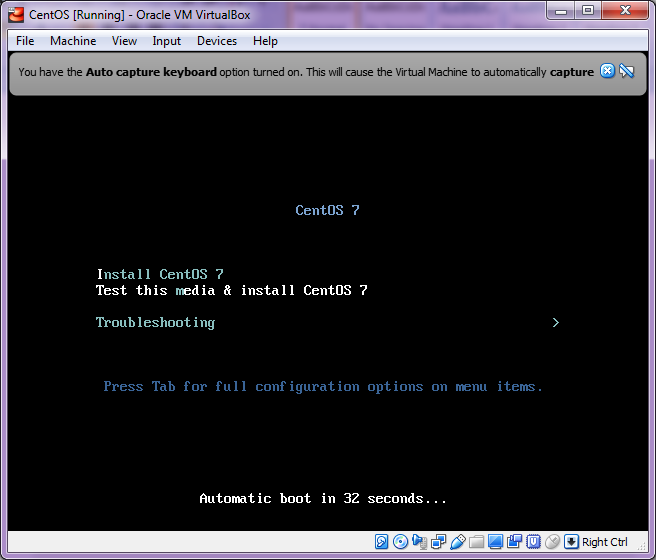 CentOS [Running] - Oracle VM VirtualBox
File Machine View Input Devices Help
You have the Auto capture keyboard option turned on. This will cause the Virtual Machine to automatically capture
CentOS 7
Install CentOS 7
Test this media & install CentOS 7
Troubleshooting >
Press Tab for full configuration options on menu items.
Automatic boot in 32 seconds...
Right Ctrl